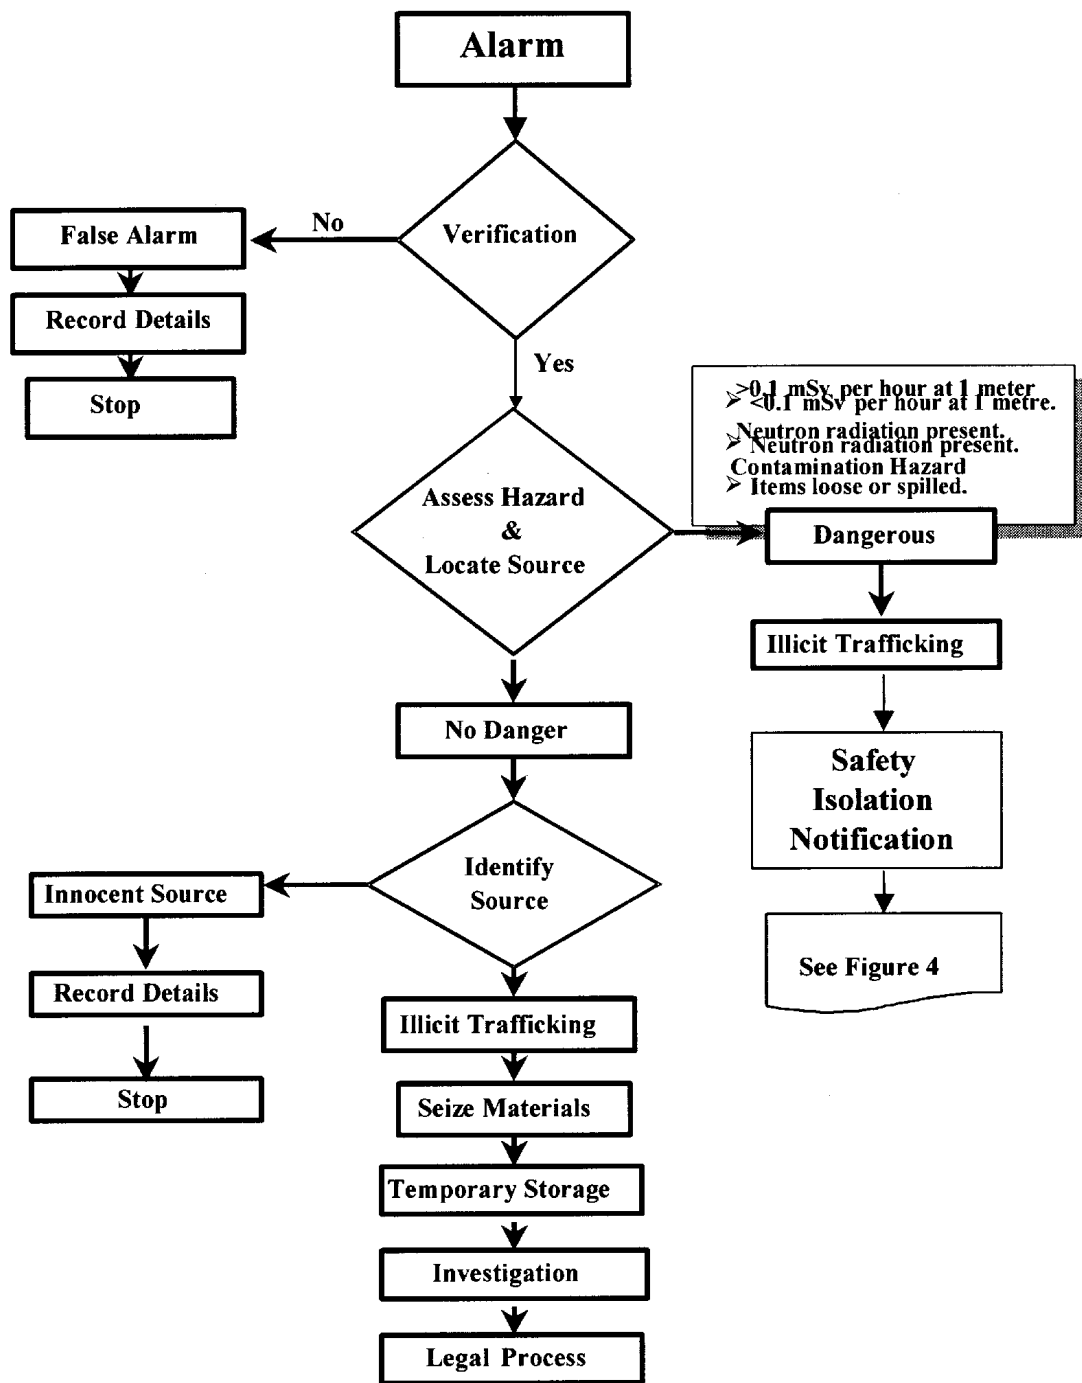 Alarm
Verification
No
False Alarm
Record Details
Stop
Yes
>0.1 mSv per hour at 1 meter
➢ <0.1 mSv per hour at 1 metre.
Neutron radiation present.
➢ Neutron radiation present.
Contamination Hazard
➢ Items loose or spilled.
Assess Hazard
&
Locate Source
Dangerous
Illicit Trafficking
No Danger
Safety
Isolation
Notification
Identify
Source
Innocent Source
See Figure 4
Record Details
Illicit Trafficking
Stop
Seize Materials
Temporary Storage
Investigation
Legal Process